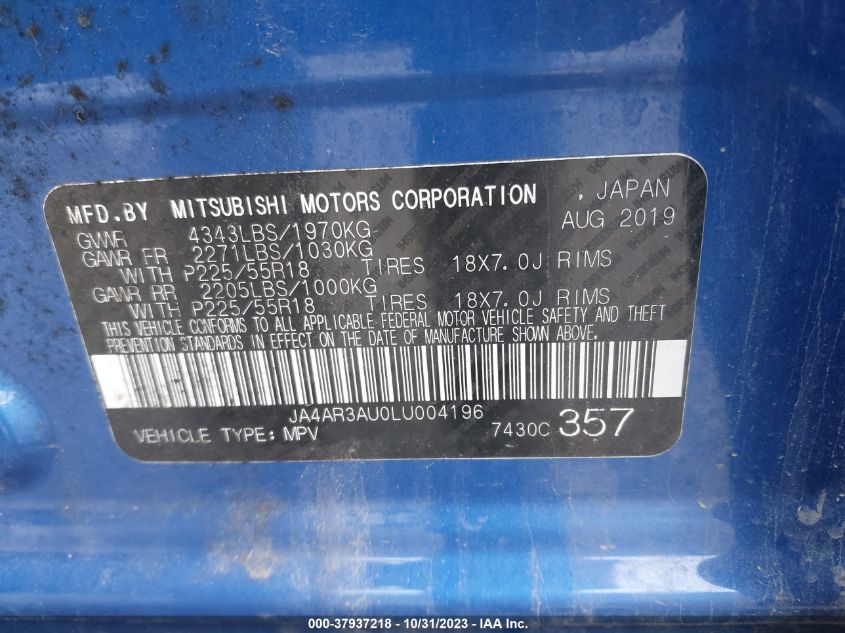 MFD.BY MITSUBISHI MOTORS CORPORATION , JAPAN
AUG 2019
GVWR 4343LBS/1970KG
GAWR FR 2271LBS/1030KG
WITH P225/55R18 TIRES 18X7.0J RIMS
GAWR RR 2205LBS/1000KG
WITH P225/55R18 TIRES 18X7.0J RIMS
THIS VEHICLE CONFORMS TO ALL APPLICABLE FEDERAL MOTOR VEHICLE SAFETY AND THEFT
PREVENTION STANDARDS IN EFFECT ON THE DATE OF MANUFACTURE SHOWN ABOVE.
JA4AR3AU0LU004196
VEHICLE TYPE: MPV 7430C 357
000-37937218 - 10/31/2023 - IAA Inc.